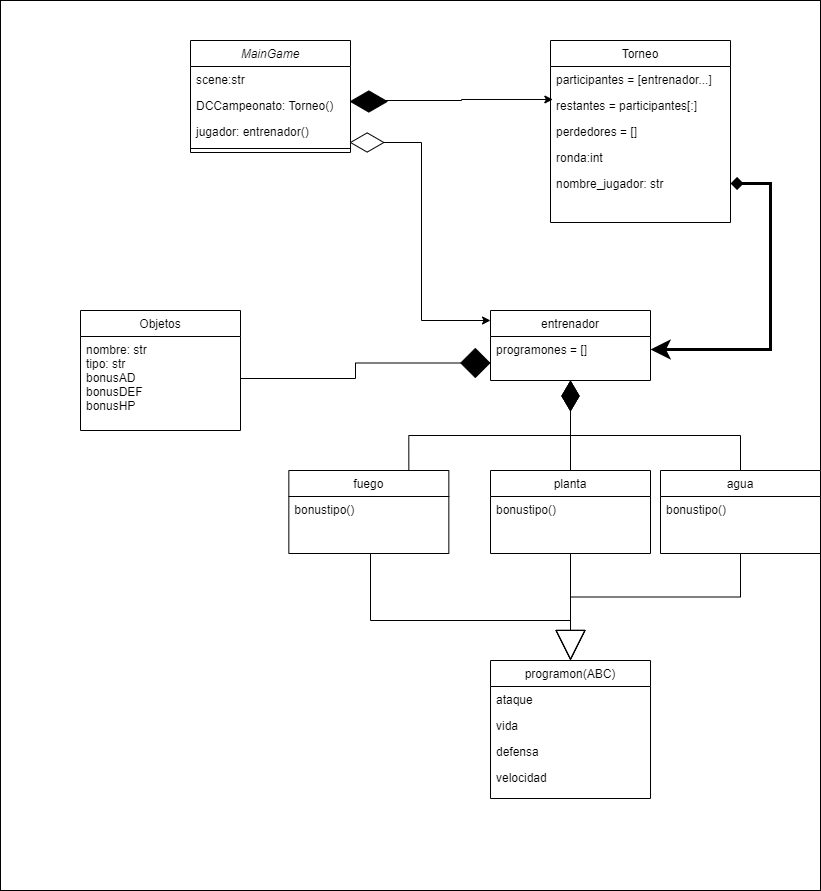 MainGame
scene:str
DCCampeonato: Torneo()
jugador: entrenador()
Torneo
participantes = [entrenador...]
restantes = participantes[:]
perdedores = []
ronda:int
nombre_jugador: str
Objetos
nombre: str
tipo: str
bonusAD
bonusDEF
bonusHP
entrenador
programones = []
fuego
bonustipo()
planta
bonustipo()
agua
bonustipo()
programon(ABC)
ataque
vida
defensa
velocidad